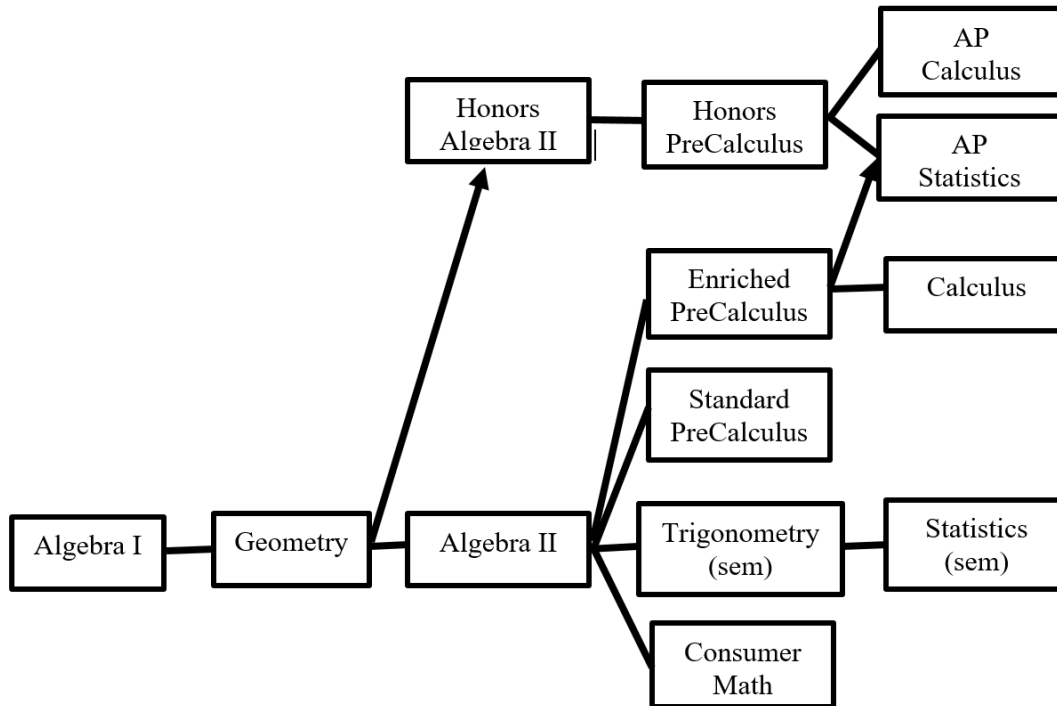 AP
Calculus
Honors
Algebra II
Honors
PreCalculus
AP
Statistics
Enriched
PreCalculus
Calculus
Standard
PreCalculus
Algebra I
Geometry
Algebra II
Trigonometry
(sem)
Statistics
(sem)
Consumer
Math